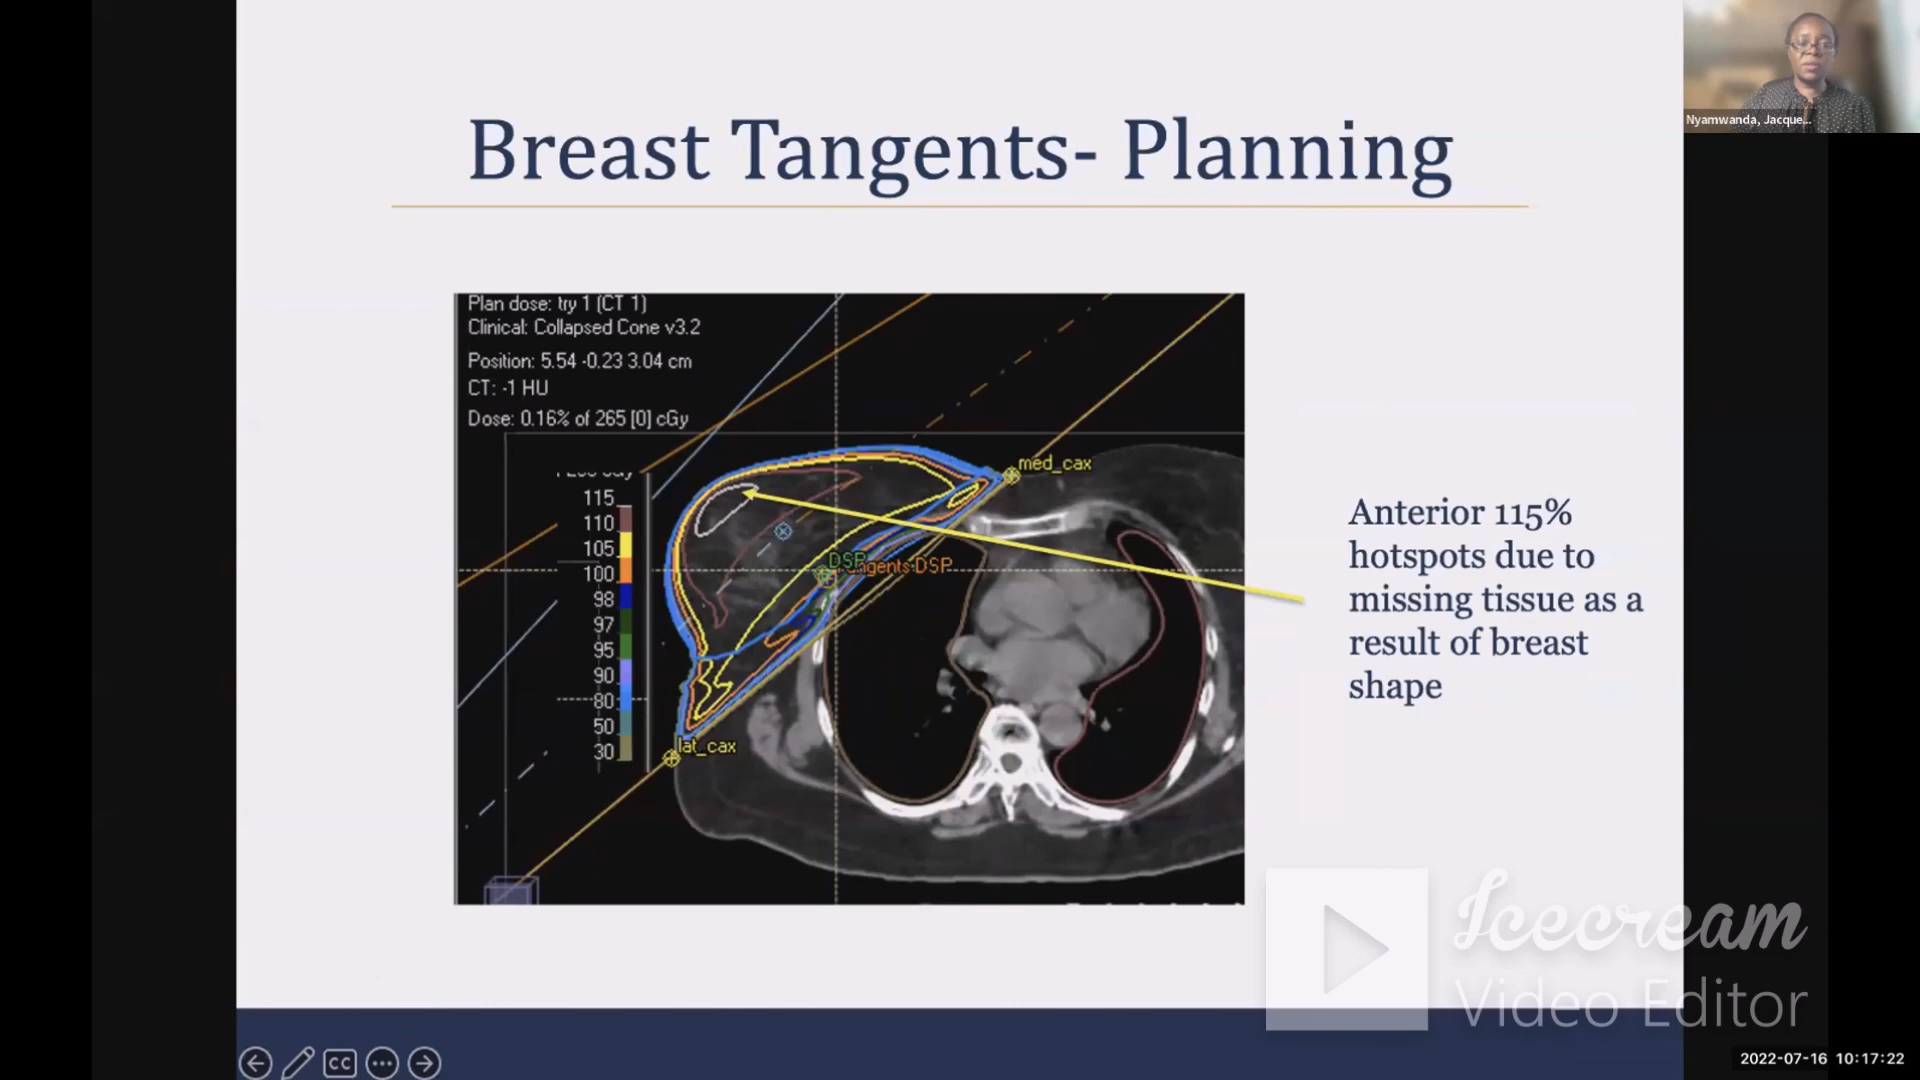 Nyamwanda, Jacque...
Breast Tangents- Planning
Plan dose: try 1 (CT 1)
Clinical: Collapsed Cone v3.2
Position: 5.54 -0.23 3.04 cm
CT: -1 HU
Dose: 0.16% of 265 [0] cGy
115
110
105
100
98
97
95
90
80
50
30
med_cax
DSP
Tangents DSP
lat_cax
Anterior 115%
hotspots due to
missing tissue as a
result of breast
shape
Icecream
Video Editor
CC
2022-07-16 10:17:22